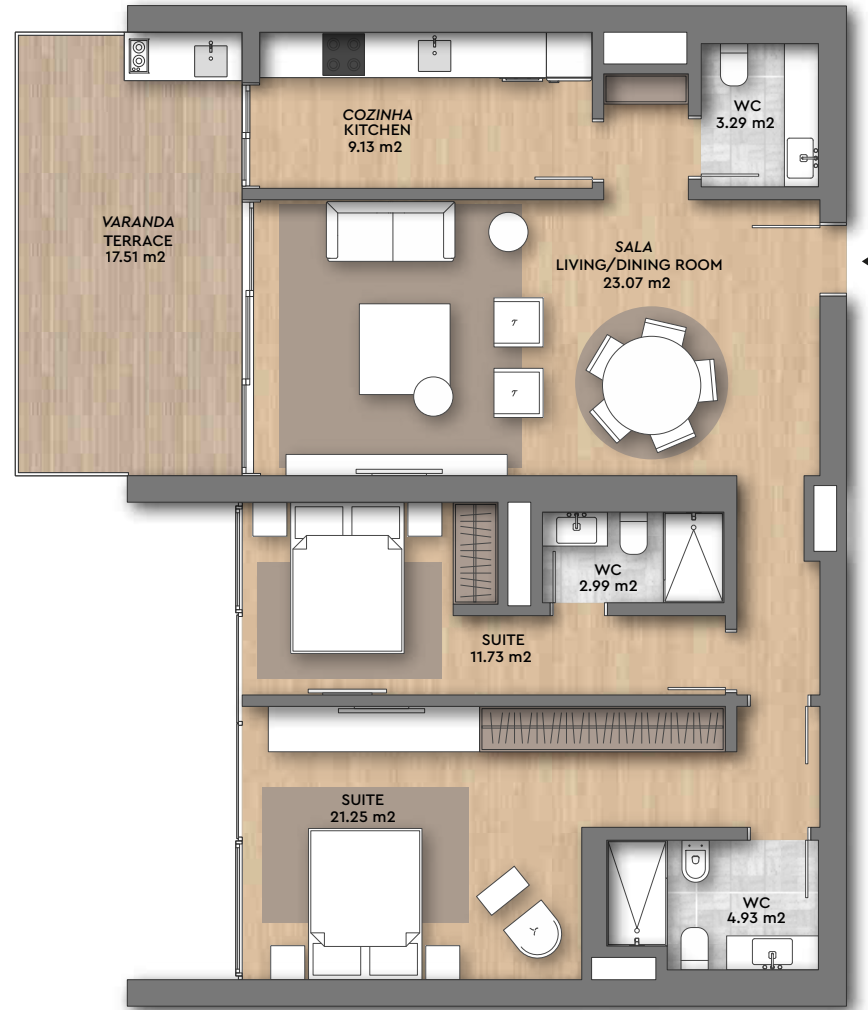 COZINHA
KITCHEN
9.13 m2
WC
3.29 m2
VARANDA
TERRACE
17.51 m2
SALA
LIVING/DINING ROOM
23.07 m2
WC
2.99 m2
SUITE
11.73 m2
SUITE
21.25 m2
WC
4.93 m2